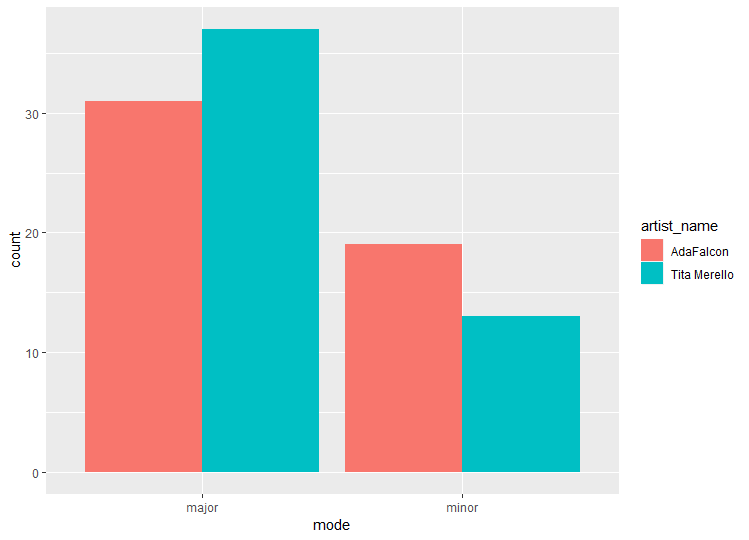 count
30
20
10
0
major
minor
mode
artist_name
AdaFalcon
Tita Merello